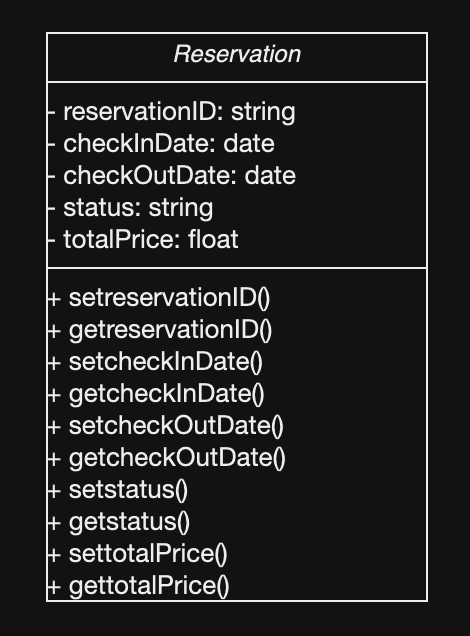 Reservation
- reservationID: string
- checkInDate: date
- checkOutDate: date
- status: string
- totalPrice: float
+ setreservationID()
+ getreservationID()
+ setcheckInDate()
+ getcheckInDate()
+ setcheckOutDate()
+ getcheckOutDate()
+ setstatus()
+ getstatus()
+ settotalPrice()
+ gettotalPrice()